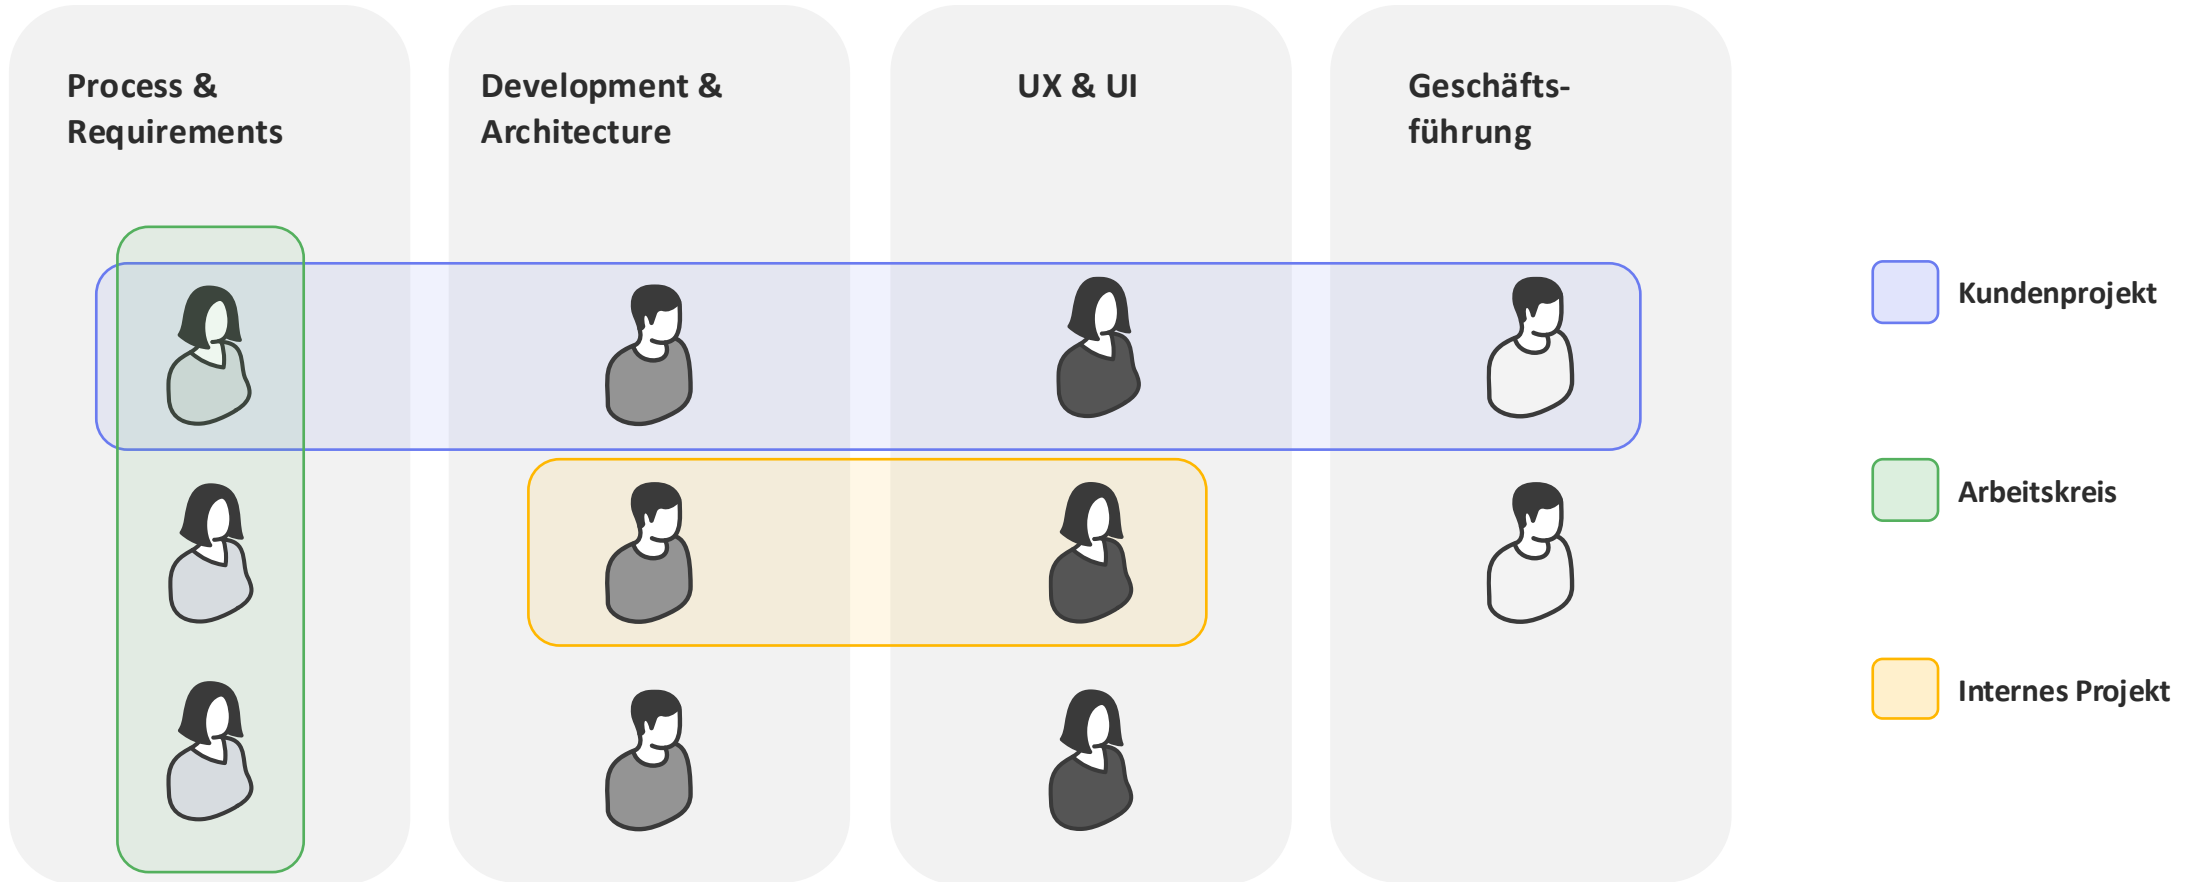 Process &
Requirements
Development &
Architecture
UX & UI
Geschäfts-
führung
Kundenprojekt
Arbeitskreis
Internes Projekt